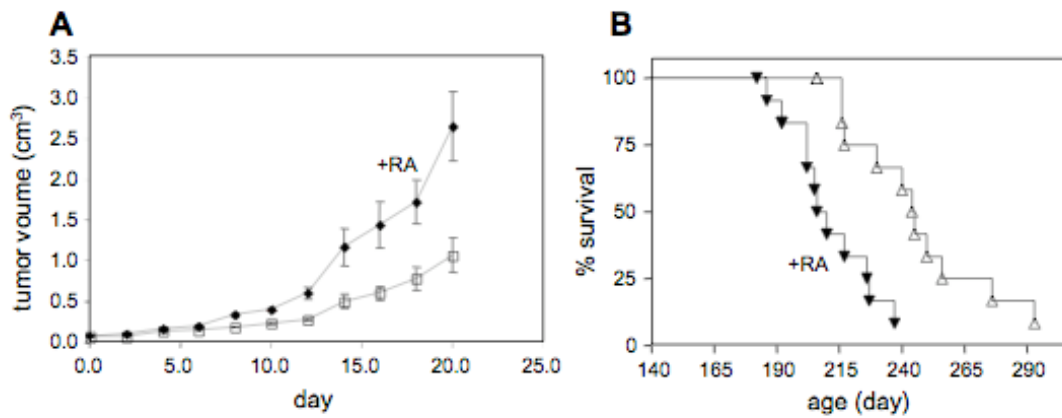 A
3.5
3.0
2.5
2.0
1.5
1.0
0.5
0.0
tumor voume (cm³)
+RA
0.0 5.0 10.0 15.0 20.0 25.0
day
B
100
75
50
25
0
% survival
+RA
140 165 190 215 240 265 290
age (day)